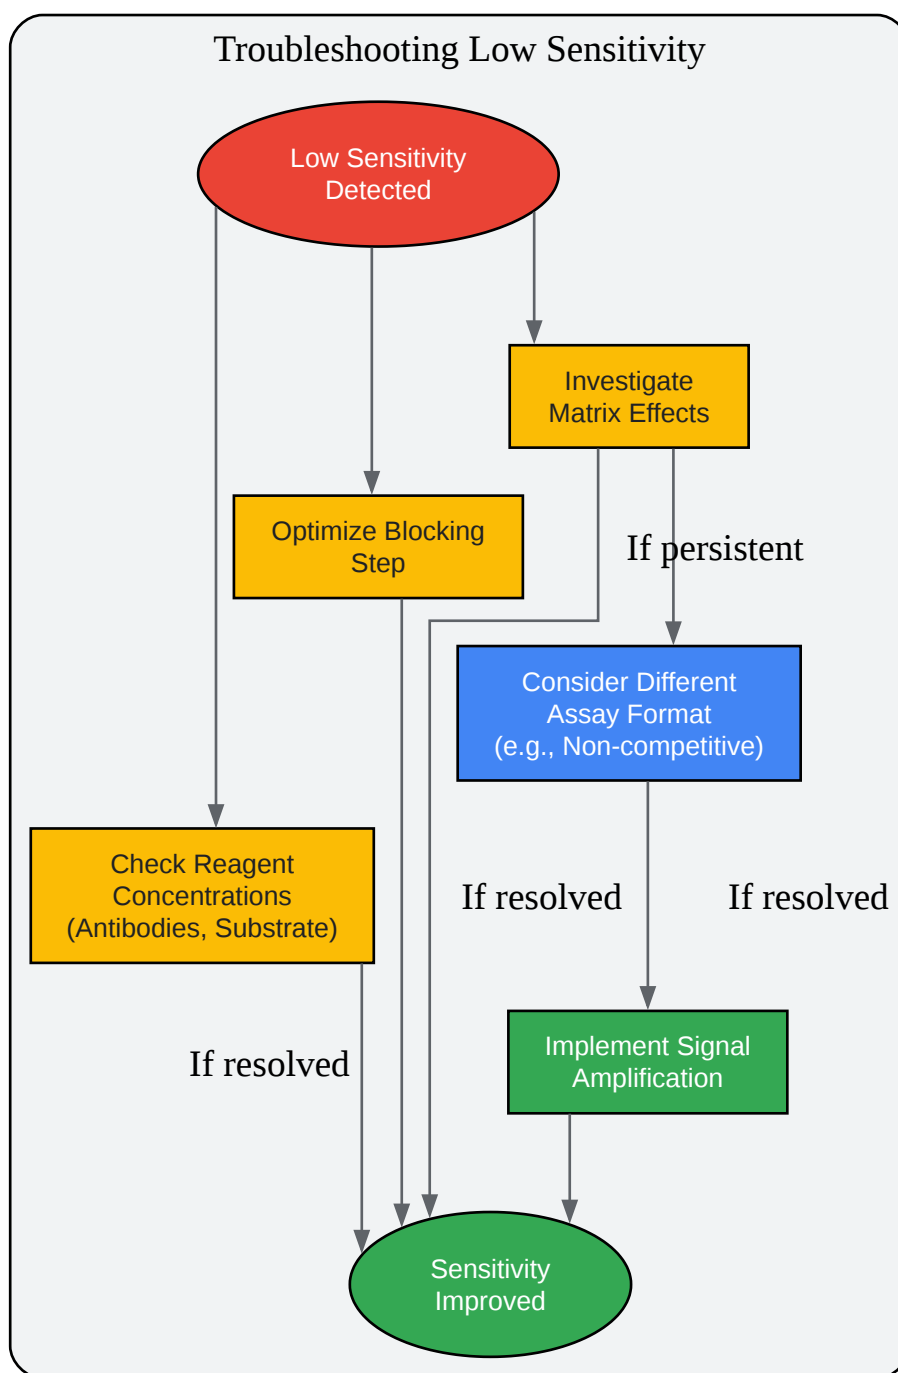 Troubleshooting Low Sensitivity
Low Sensitivity
Detected
Investigate
Matrix Effects
Optimize Blocking
Step
If persistent
Consider Different
Assay Format
(e.g., Non-competitive)
Check Reagent
Concentrations
(Antibodies, Substrate)
If resolved
If resolved
If resolved
Implement Signal
Amplification
Sensitivity
Improved